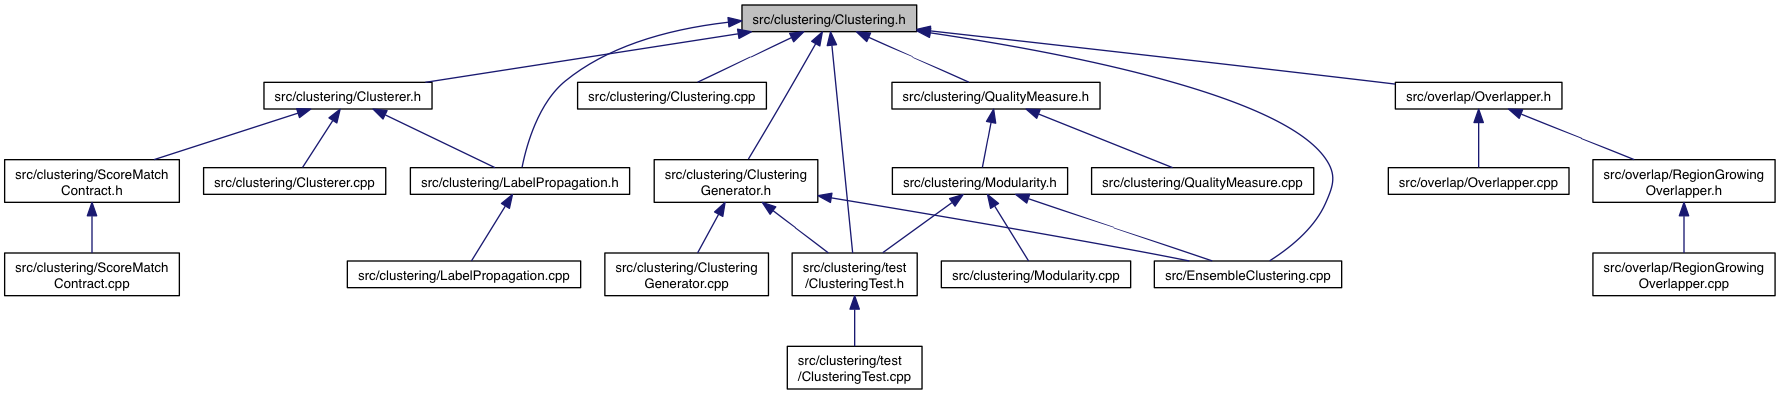 src/clustering/Clustering.h
src/clustering/Clusterer.h
src/clustering/Clustering.cpp
src/clustering/QualityMeasure.h
src/overlap/Overlapper.h
src/clustering/ScoreMatch
Contract.h
src/clustering/Clusterer.cpp
src/clustering/LabelPropagation.h
src/clustering/Clustering
Generator.h
src/clustering/Modularity.h
src/clustering/QualityMeasure.cpp
src/overlap/Overlapper.cpp
src/overlap/RegionGrowing
Overlapper.h
src/clustering/ScoreMatch
Contract.cpp
src/clustering/LabelPropagation.cpp
src/clustering/Clustering
Generator.cpp
src/clustering/test
/ClusteringTest.h
src/clustering/Modularity.cpp
src/EnsembleClustering.cpp
src/overlap/RegionGrowing
Overlapper.cpp
src/clustering/test
/ClusteringTest.cpp